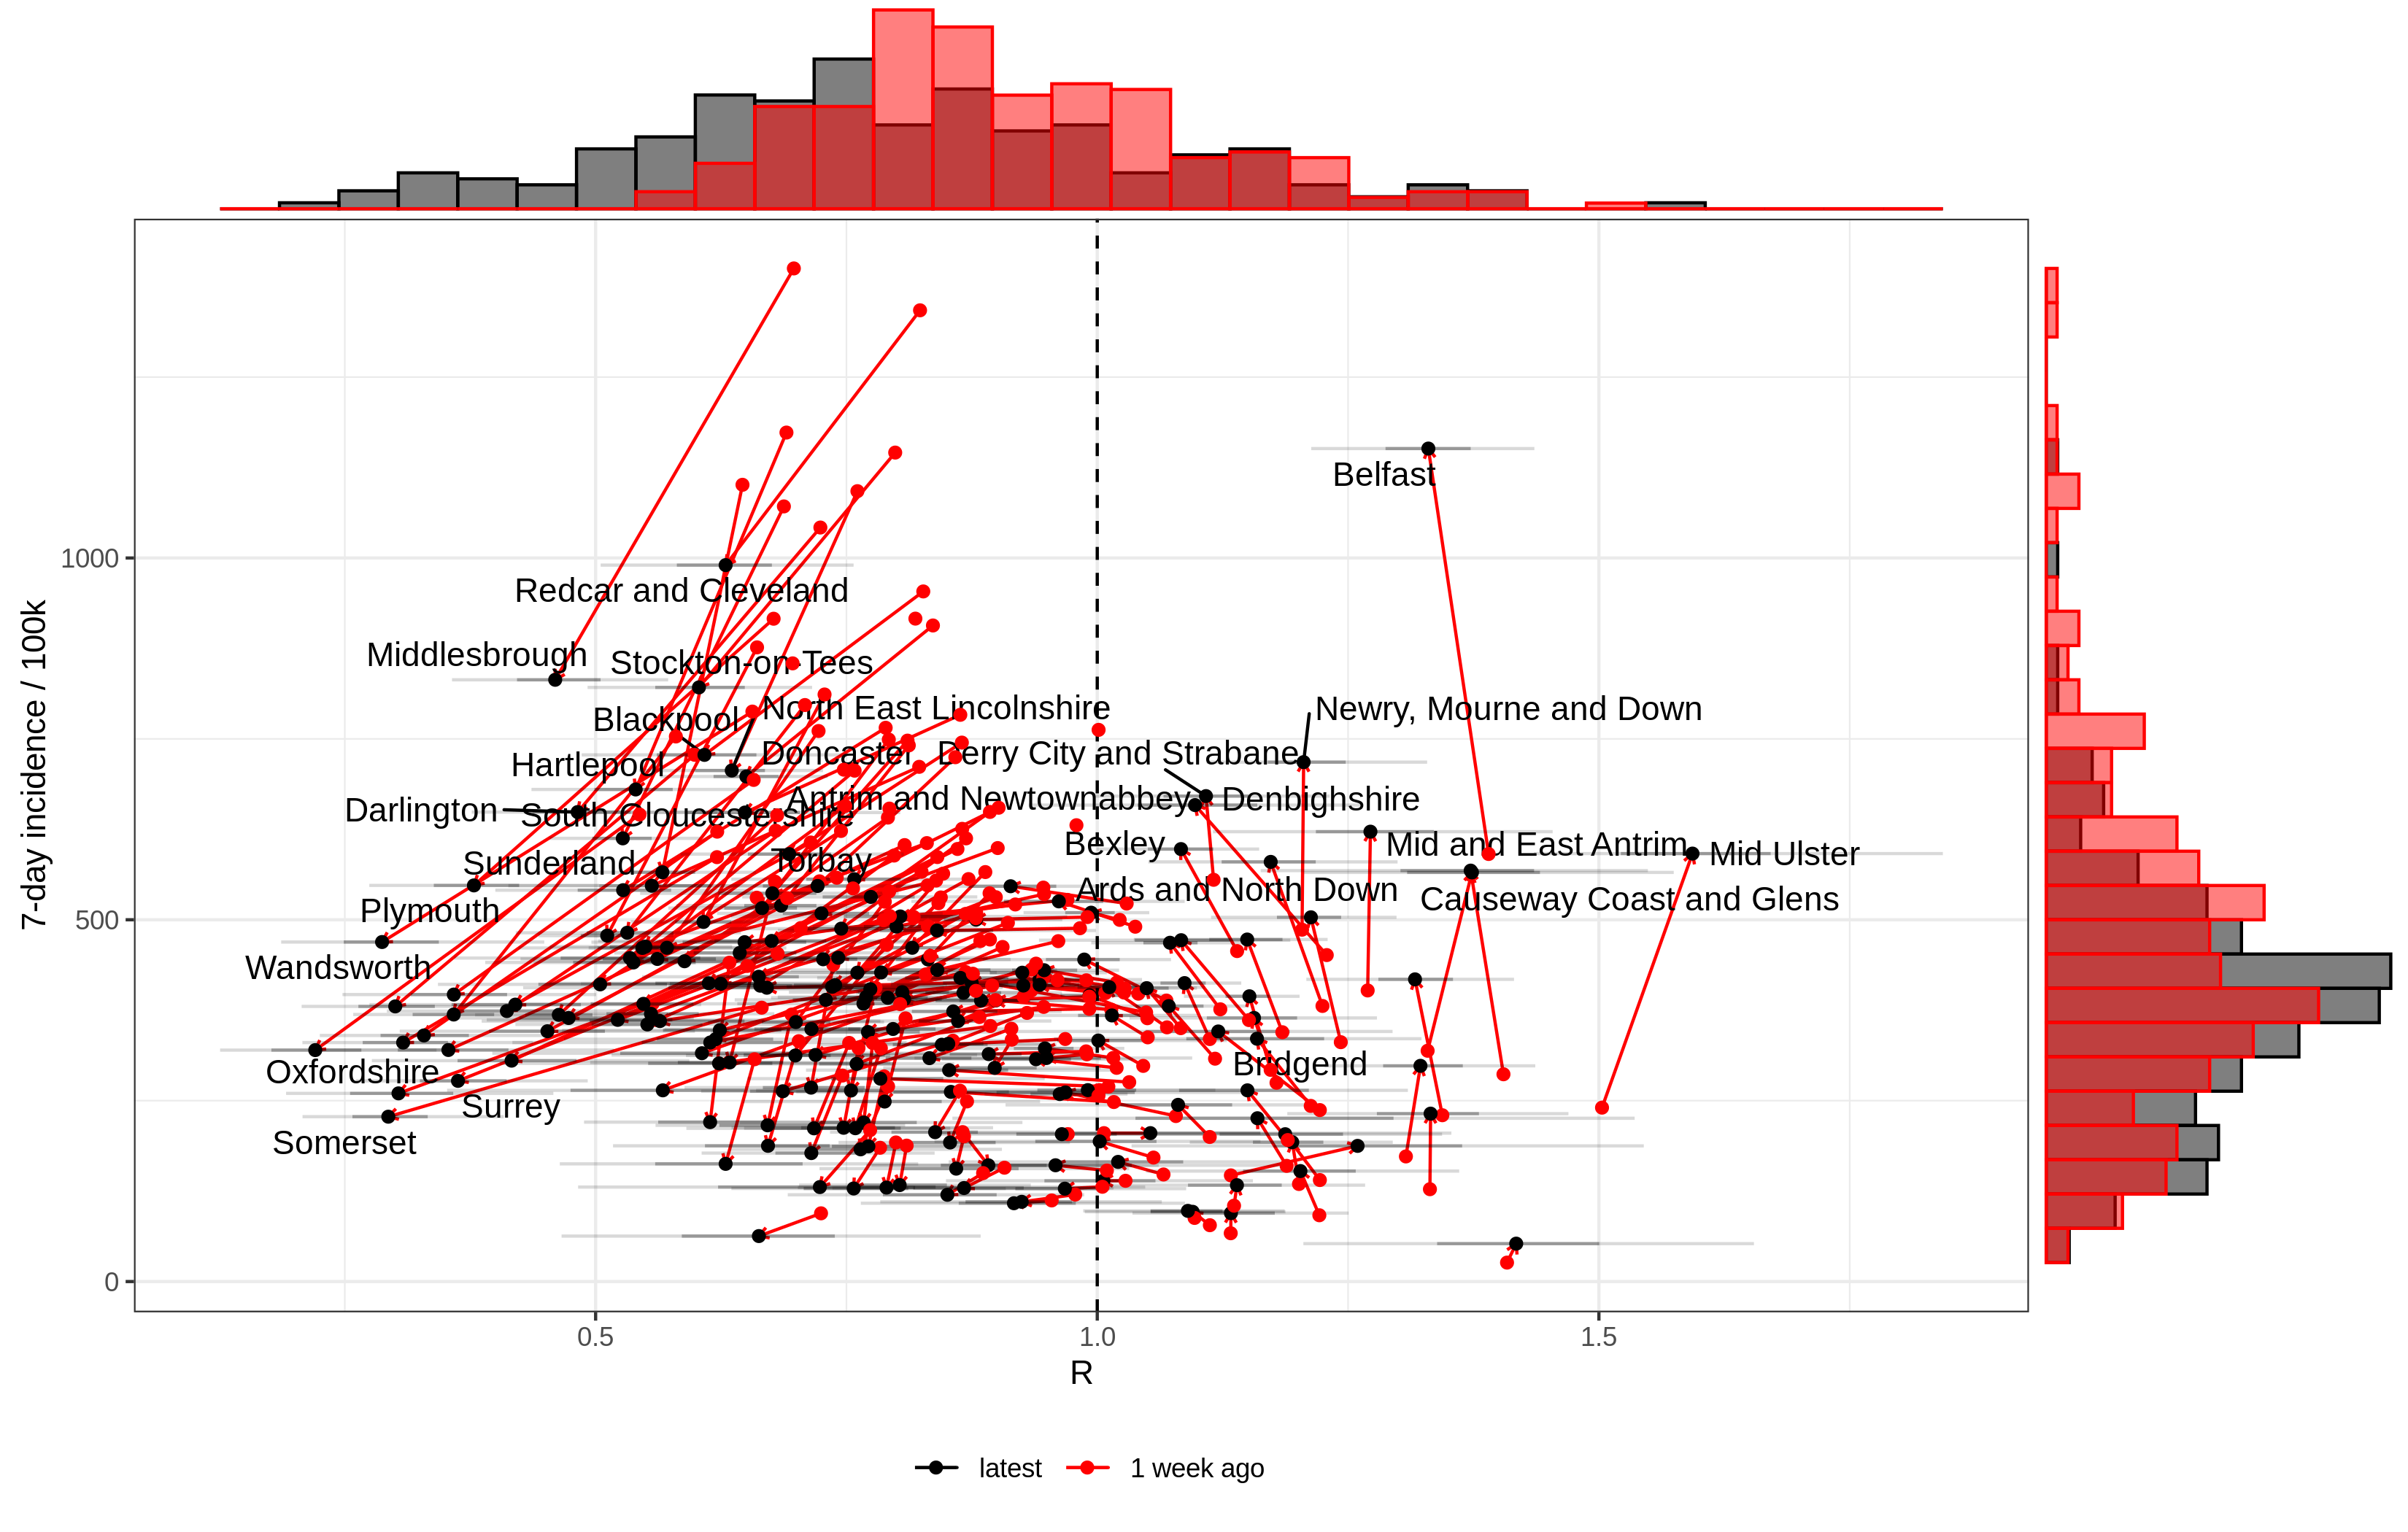 Belfast
1000
Redcar and Cleveland
Middlesbrough
Stockton-on-Tees
Blackpool
North East Lincolnshire
Newry, Mourne and Down
Hartlepool
Doncaster
Derry City and Strabane
Darlington
South Gloucestershire
Antrim and Newtownabbey
Denbighshire
Sunderland
Torbay
Bexley
Mid and East Antrim
Mid Ulster
500
Plymouth
Ards and North Down
Causeway Coast and Glens
Wandsworth
Oxfordshire
Bridgend
Surrey
Somerset
0
7-day incidence / 100k
0.5
1.0
1.5
R
latest
1 week ago